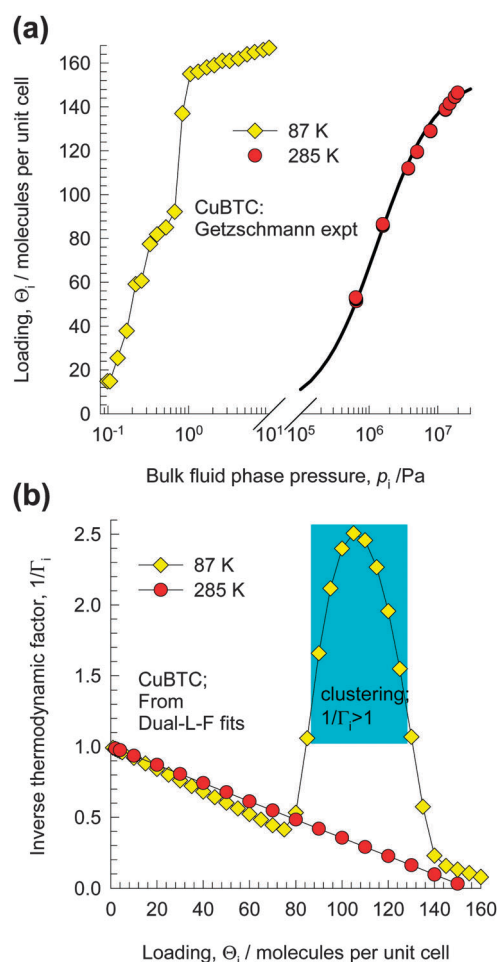 (a)
160
140
120
100
80
60
40
20
0
Loading, Θi / molecules per unit cell
87 K
285 K
CuBTC:
Getzschmann expt
10-1 100 101 105 106 107
Bulk fluid phase pressure, pi /Pa
(b)
2.5
2.0
1.5
1.0
0.5
0.0
Inverse thermodynamic factor, 1/Γi
87 K
285 K
CuBTC;
From
Dual-L-F fits
clustering;
1/Γi>1
0 20 40 60 80 100 120 140 160
Loading, Θi / molecules per unit cell